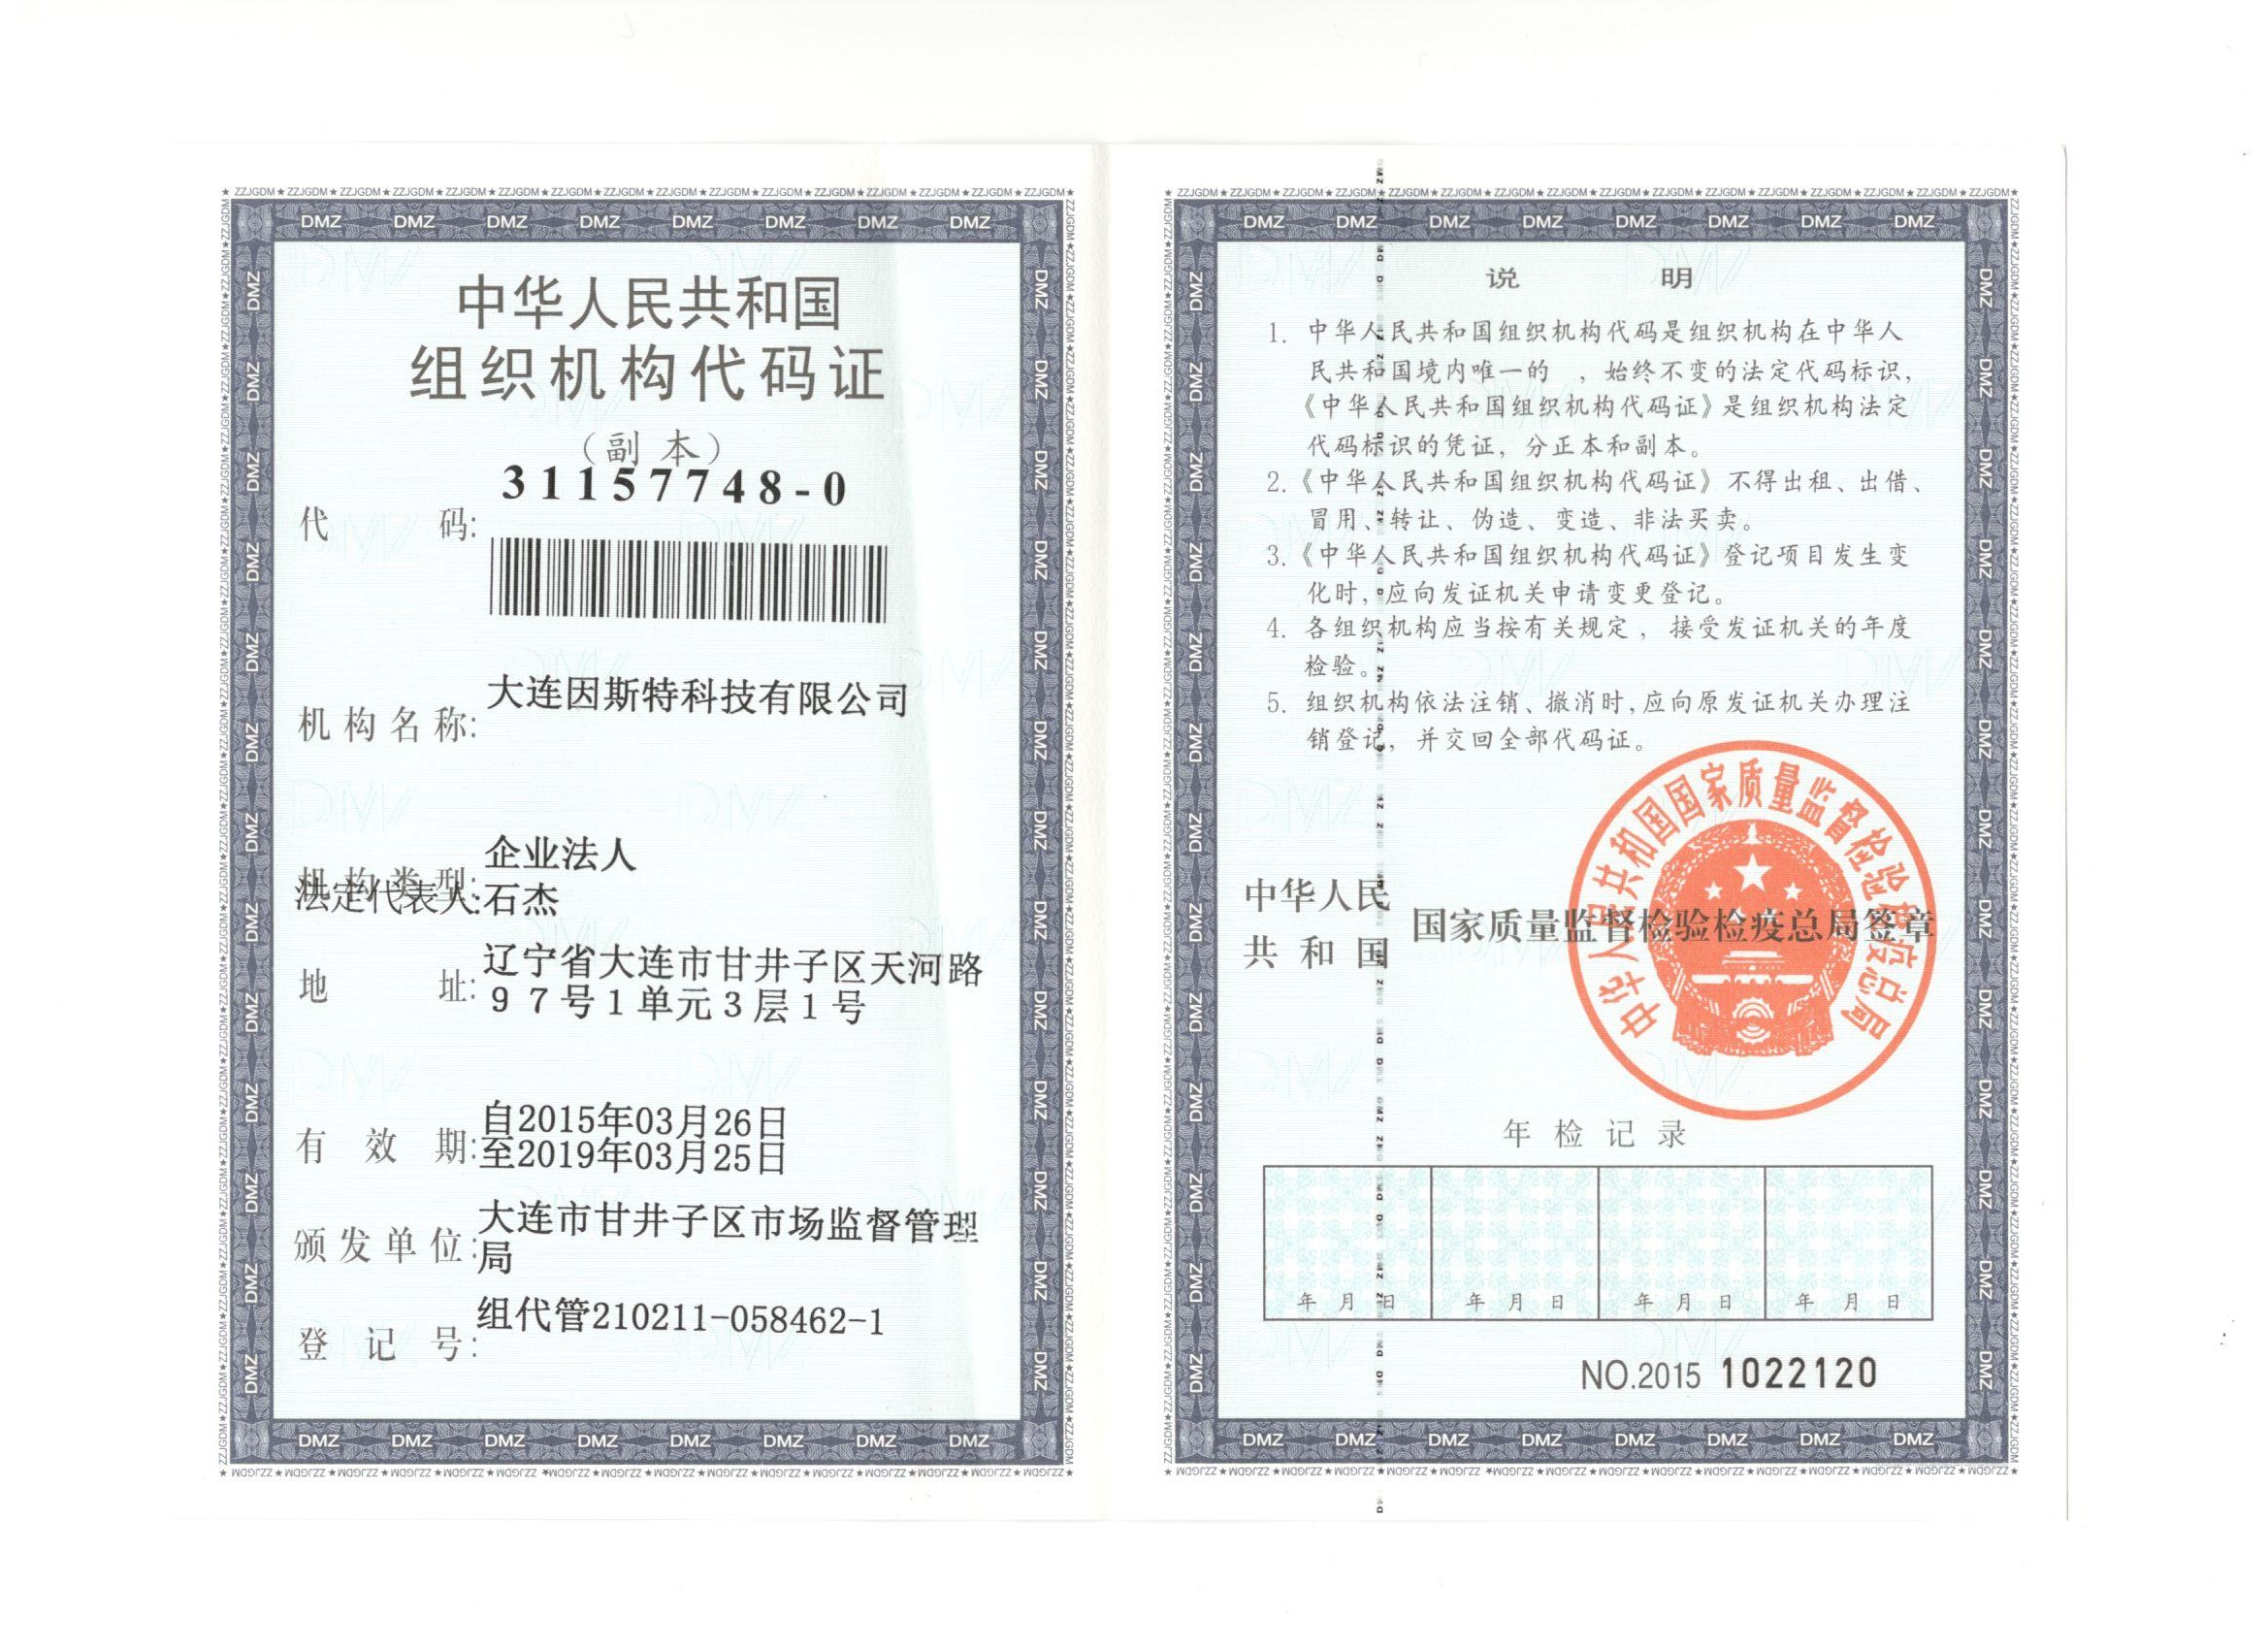 中华人民共和国
组织机构代码证
（副 本）
代 码: 31157748-0
机构名称: 大连因斯特科技有限公司
机构类型: 企业法人
法定代表人: 石杰
地 址: 辽宁省大连市甘井子区天河路
９７号１单元３层１号
有 效 期: 自2015年03月26日
至2019年03月25日
颁发单位: 大连市甘井子区市场监督管理
局
登 记 号: 组代管210211-058462-1
说 明
1. 中华人民共和国组织机构代码是组织机构在中华人
民共和国境内唯一的 ，始终不变的法定代码标识，
《中华人民共和国组织机构代码证》是组织机构法定
代码标识的凭证，分正本和副本。
2.《中华人民共和国组织机构代码证》不得出租、出借、
冒用、转让、伪造、变造、非法买卖。
3.《中华人民共和国组织机构代码证》登记项目发生变
化时，应向发证机关申请变更登记。
4. 各组织机构应当按有关规定，接受发证机关的年度
检验。
5. 组织机构依法注销、撤消时，应向原发证机关办理注
销登记，并交回全部代码证。
中华人民共和国国家质量监督检验检疫总局
中华人民
共和国
国家质量监督检验检疫总局签章
年检记录
年 月 日 年 月 日 年 月 日 年 月 日
NO.2015 1022120